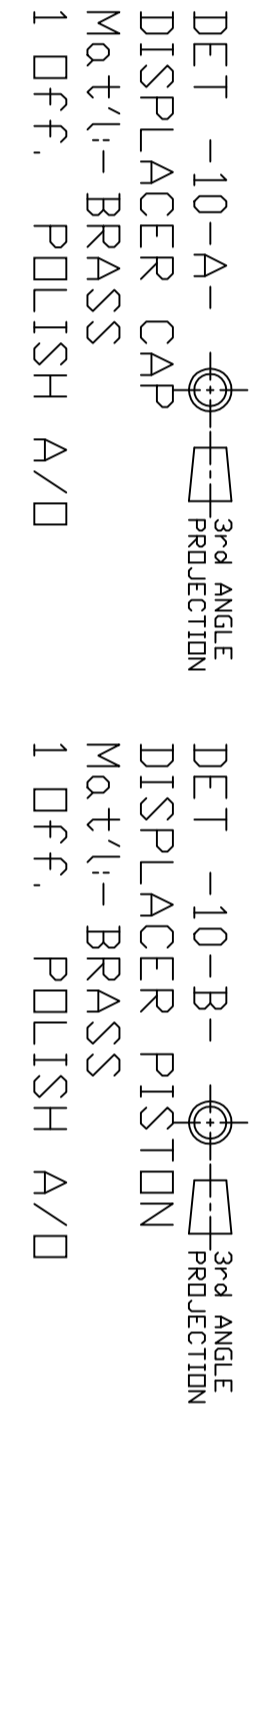 DET -10-A-
3rd ANGLE
PROJECTION
DISPLACER CAP
Mat'l:- BRASS
1 Off. POLISH A/O
DET -10-B-
3rd ANGLE
PROJECTION
DISPLACER PISTON
Mat'l:- BRASS
1 Off. POLISH A/O